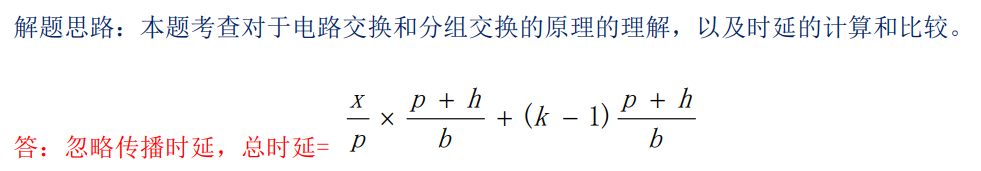 解题思路：本题考查对于电路交换和分组交换的原理的理解，以及时延的计算和比较。
答：忽略传播时延，总时延= x/p × (p + h)/b + (k − 1) (p + h)/b